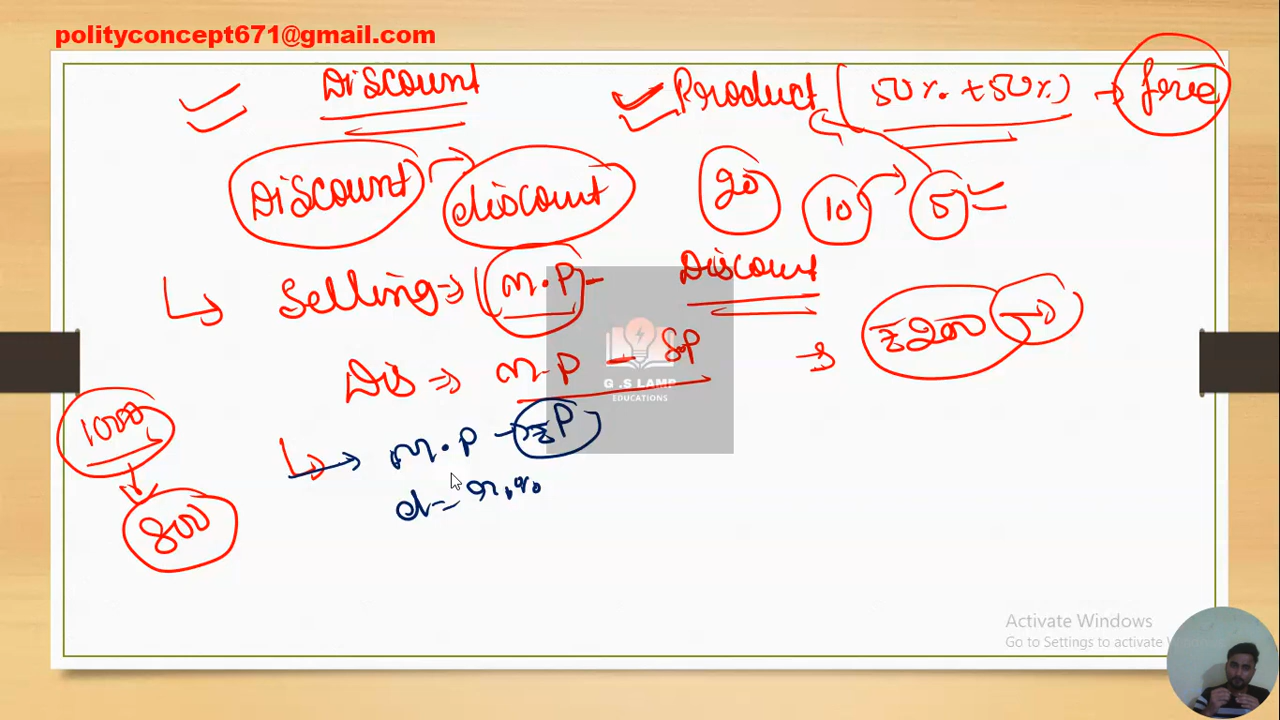 polityconcept671@gmail.com
Discount Product (50%. + 50%) → free
Discount → discount 20 10 → 5
↳ Selling ⇒ (M.P - Discount
Dis ⇒ M.P - S.P → ₹200
1000 ↳ → M.P - ₹P
d = n.%
800
G.S LAMP
EDUCATIONS
Activate Windows
Go to Settings to activate Windows.